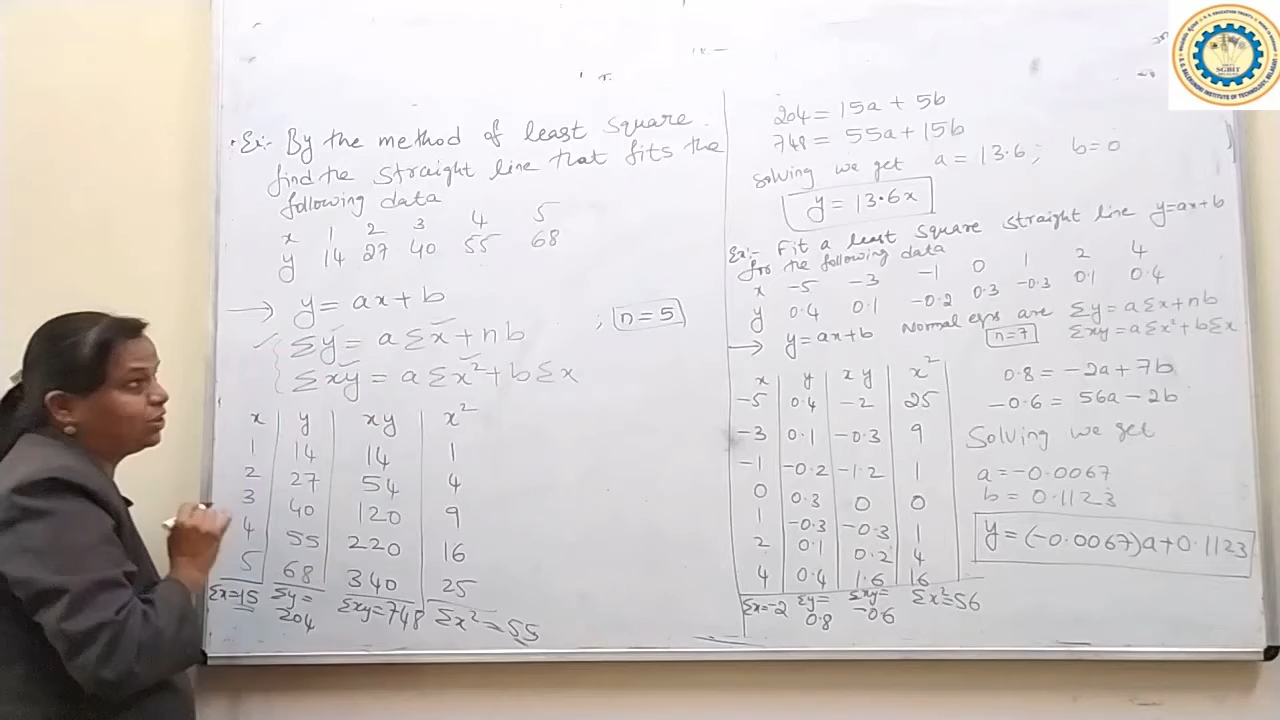 Ex:- By the method of least square.
find the straight line that fits the
following data
x 1 2 3 4 5
y 14 27 40 55 68
→ y = ax + b
Σy = aΣx + nb ; n = 5
Σxy = aΣx² + bΣx
x y xy x²
1 14 14 1
2 27 54 4
3 40 120 9
4 55 220 16
5 68 340 25
Σx=15 Σy=204 Σxy=748 Σx²=55
204 = 15a + 5b
748 = 55a + 15b
Solving we get a = 13.6; b = 0
y = 13.6x
Ex:- Fit a least square straight line y=ax+b
for the following data
x -5 -3 -1 0 1 2 4
y 0.4 0.1 -0.2 0.3 -0.3 0.1 0.4
→ y=ax+b Normal eqns are Σy = aΣx+nb
n=7 Σxy = aΣx²+bΣx
x y xy x²
-5 0.4 -2 25
-3 0.1 -0.3 9
-1 -0.2 -1.2 1
0 0.3 0 0
1 -0.3 -0.3 1
2 0.1 0.2 4
4 0.4 1.6 16
Σx=-2 Σy=0.8 Σxy=-0.6 Σx²=56
0.8 = -2a + 7b
-0.6 = 56a - 2b
Solving we get
a = -0.0067
b = 0.1123
y = (-0.0067)a + 0.1123
SGBIT